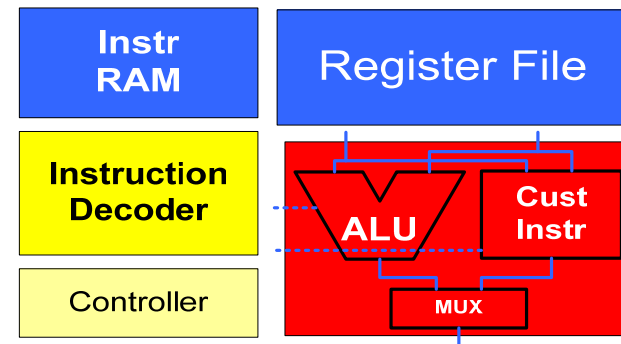 Instr
RAM
Register File
Instruction
Decoder
ALU
Cust
Instr
Controller
MUX